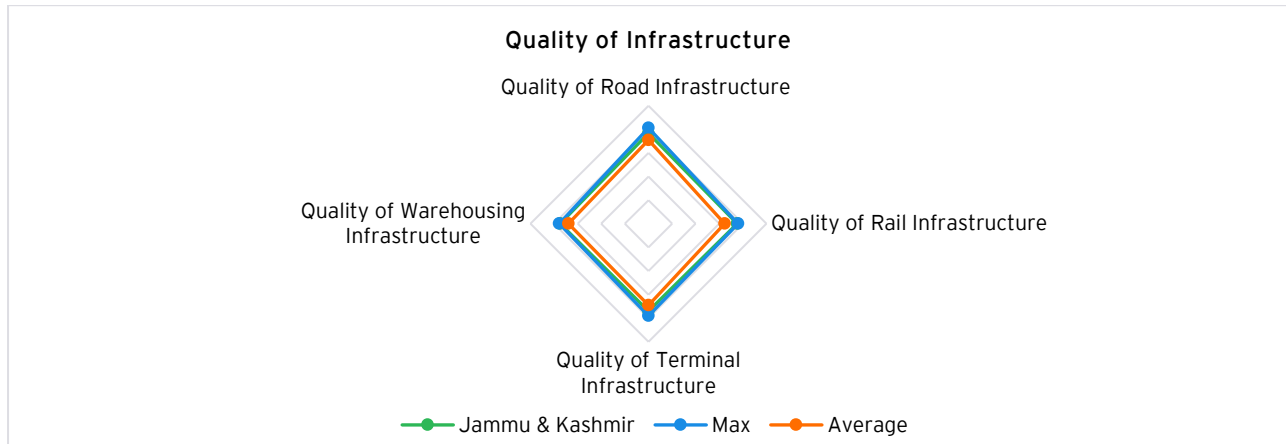 Quality of Infrastructure
Quality of Road Infrastructure
Quality of Warehousing
Infrastructure
Quality of Rail Infrastructure
Quality of Terminal
Infrastructure
Jammu & Kashmir Max Average